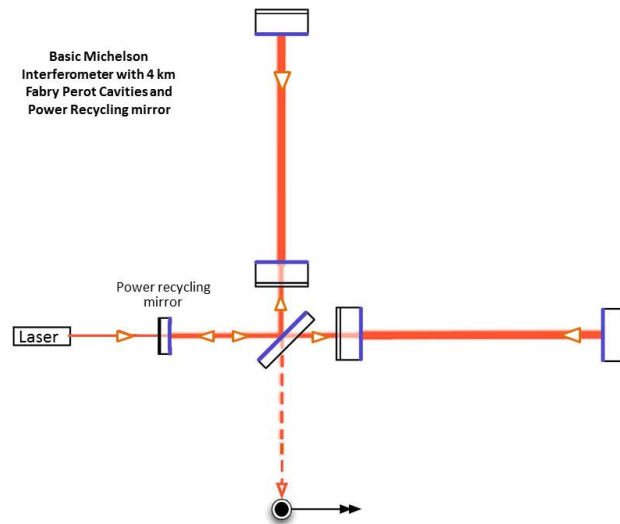 Basic Michelson
Interferometer with 4 km
Fabry Perot Cavities and
Power Recycling mirror
Power recycling
mirror
Laser